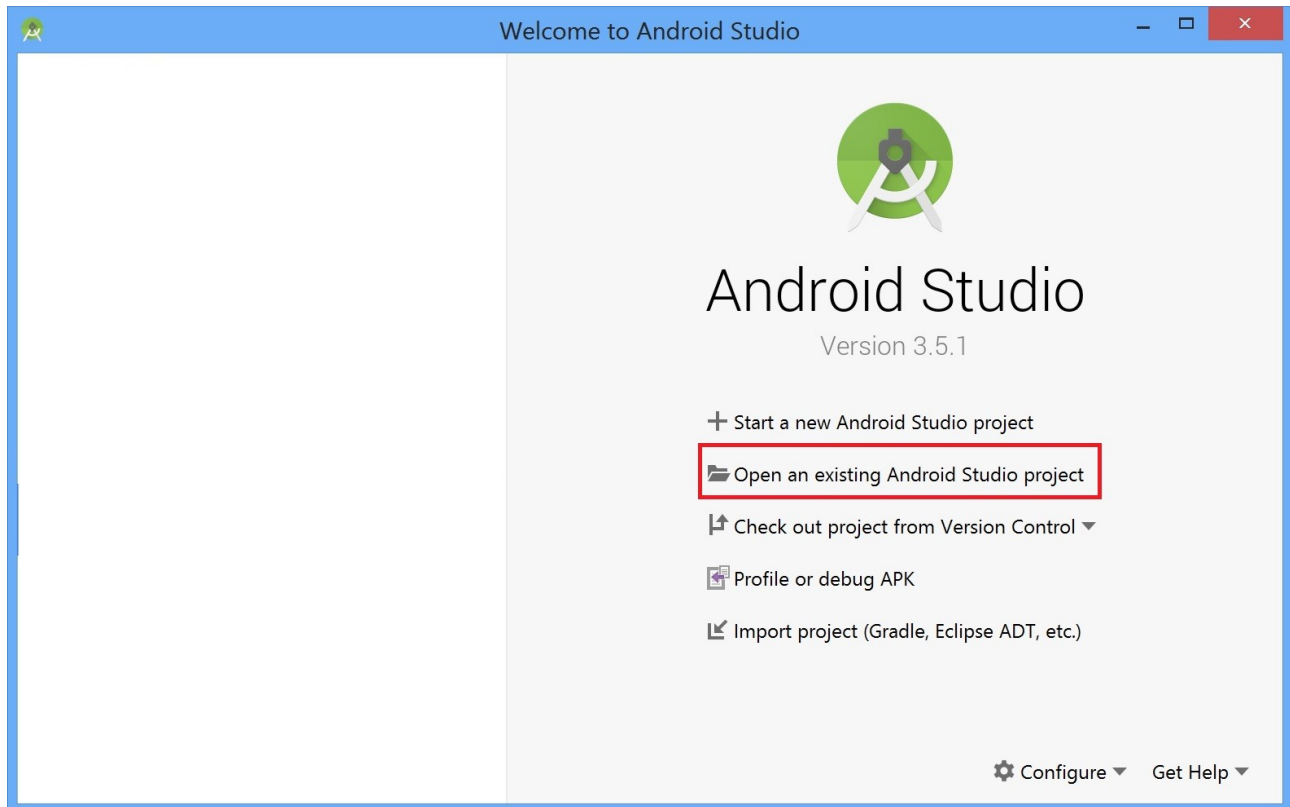 Welcome to Android Studio
Android Studio
Version 3.5.1
Start a new Android Studio project
Open an existing Android Studio project
Check out project from Version Control
Profile or debug APK
Import project (Gradle, Eclipse ADT, etc.)
Configure Get Help